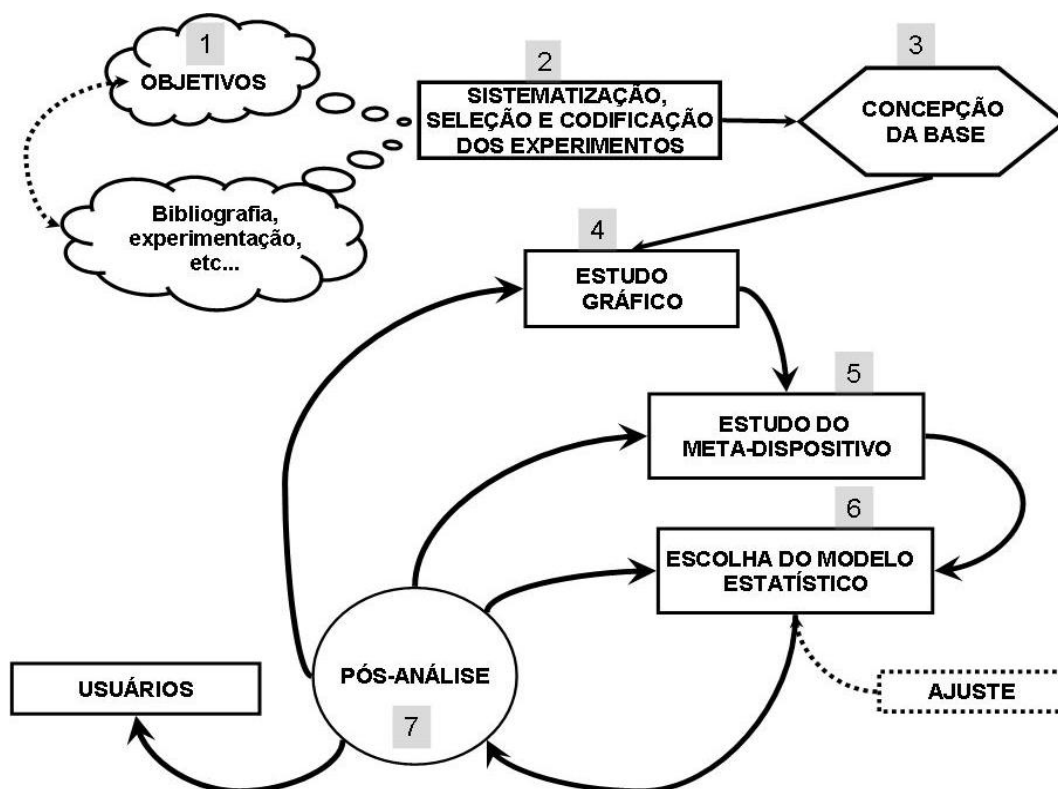 1
OBJETIVOS
Bibliografia,
experimentação,
etc...
2
SISTEMATIZAÇÃO,
SELEÇÃO E CODIFICAÇÃO
DOS EXPERIMENTOS
3
CONCEPÇÃO
DA BASE
4
ESTUDO
GRÁFICO
5
ESTUDO DO
META-DISPOSITIVO
6
ESCOLHA DO MODELO
ESTATÍSTICO
AJUSTE
PÓS-ANÁLISE
7
USUÁRIOS